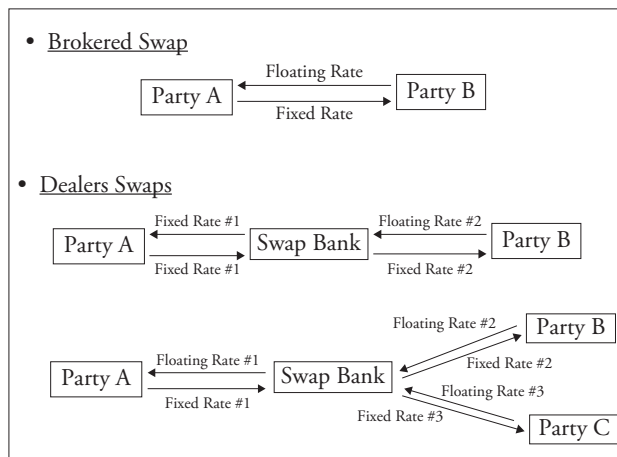 • Brokered Swap
Floating Rate
Party A
Party B
Fixed Rate
• Dealers Swaps
Fixed Rate #1
Floating Rate #2
Party A
Swap Bank
Party B
Fixed Rate #1
Fixed Rate #2
Floating Rate #2
Party B
Floating Rate #1
Fixed Rate #2
Party A
Swap Bank
Floating Rate #3
Fixed Rate #1
Fixed Rate #3
Party C